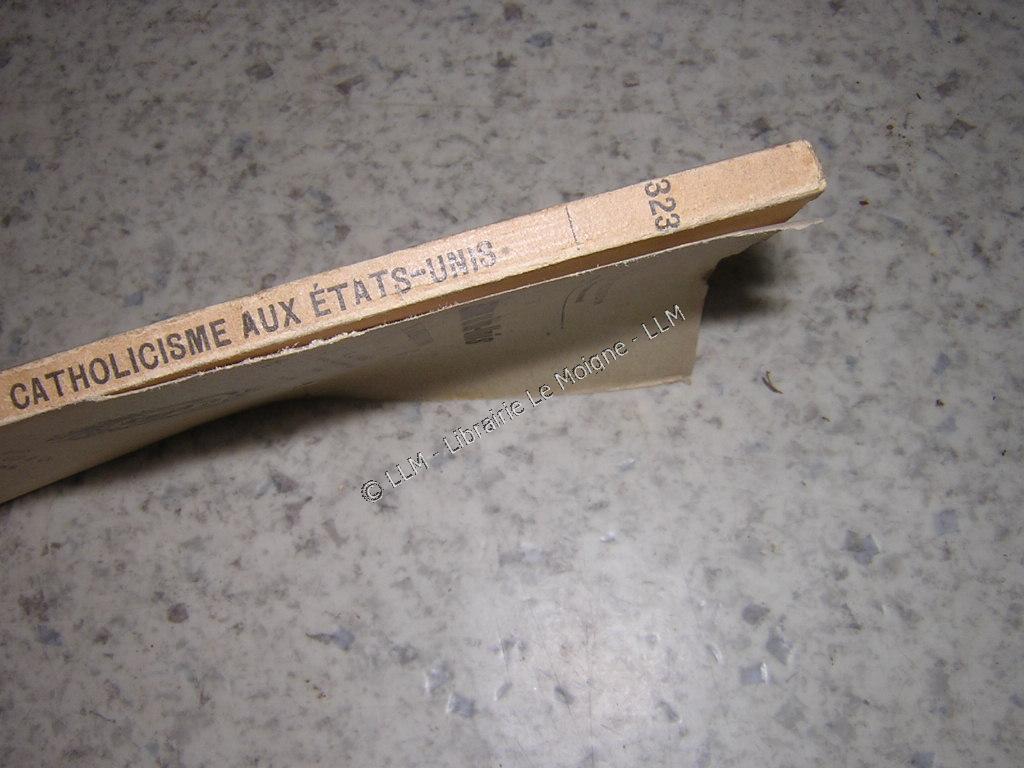 CATHOLICISME AUX ÉTATS-UNIS
323
© LLM - Librairie Le Moigne - LLM